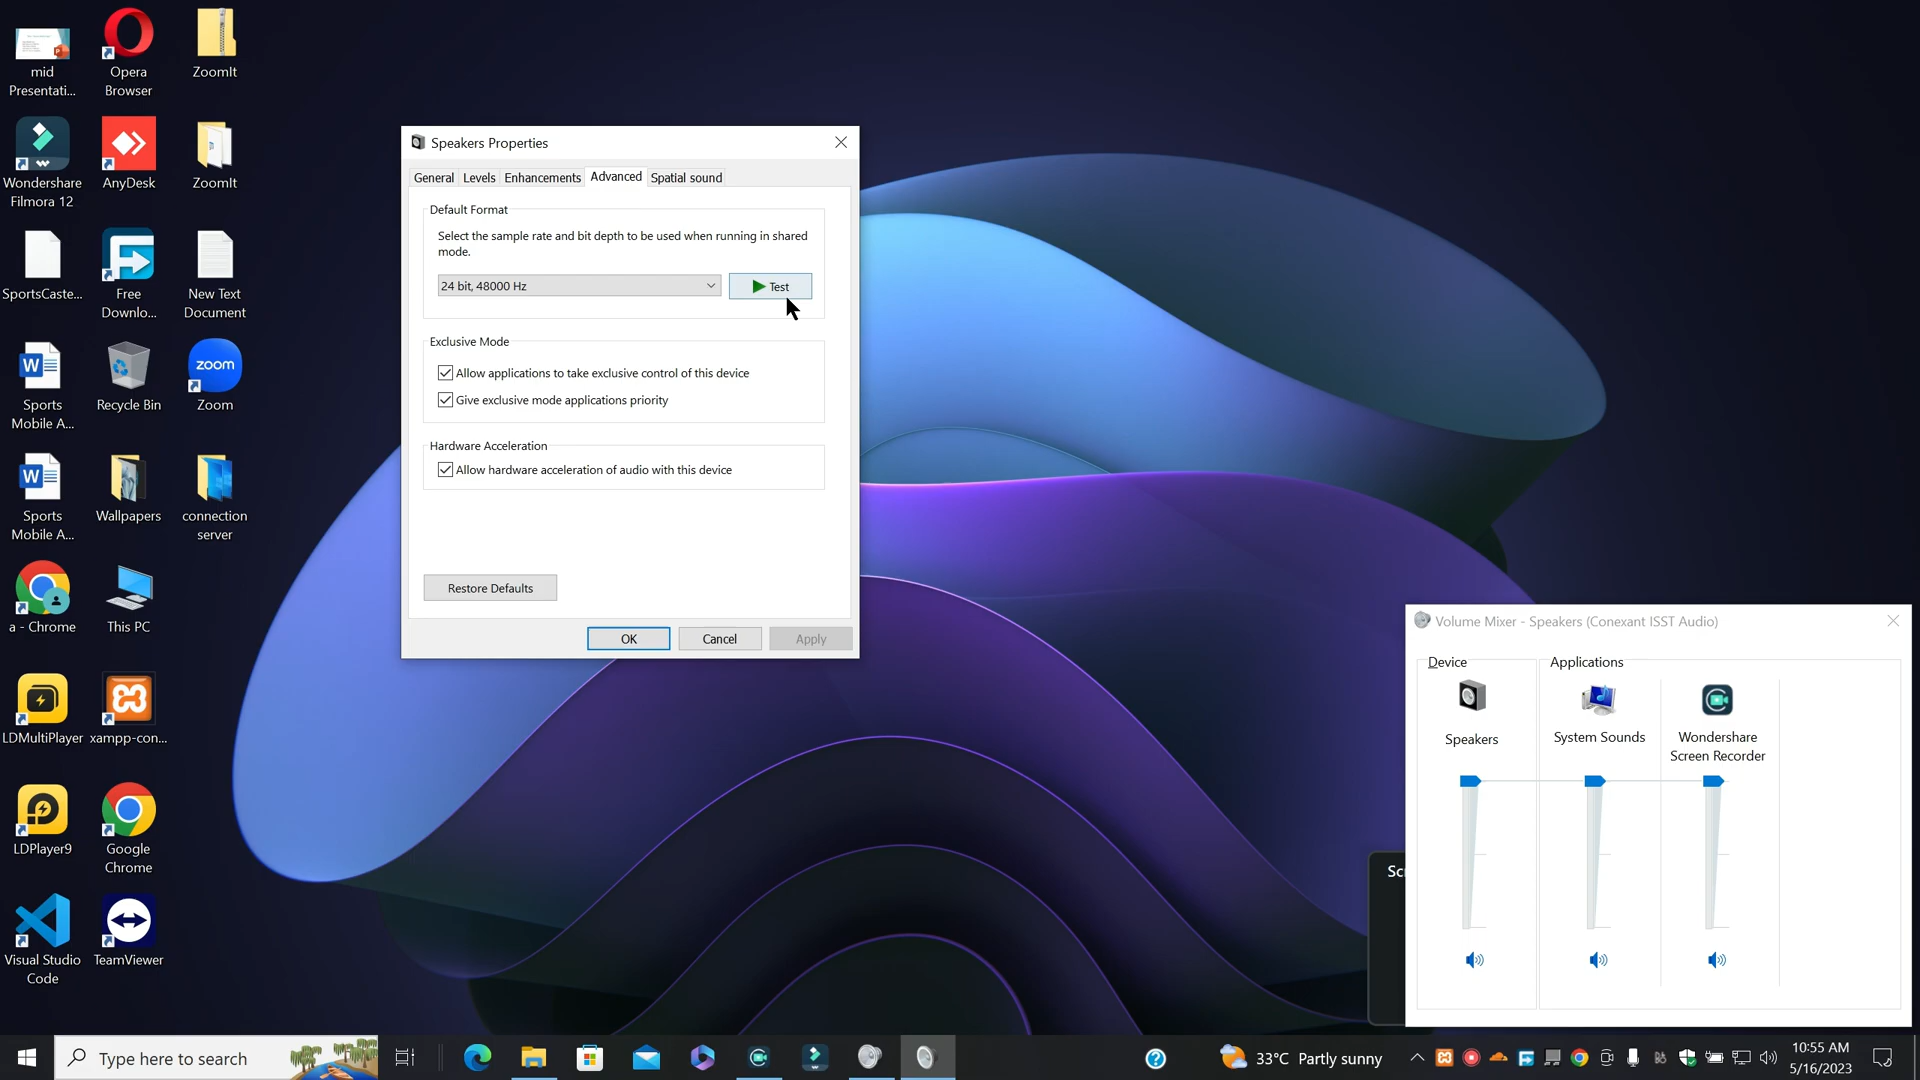 mid
Presentati...
Opera
Browser
ZoomIt
Wondershare
Filmora 12
AnyDesk
ZoomIt
SportsCaste...
Free
Downlo...
New Text
Document
Sports
Mobile A...
Recycle Bin
zoom
Zoom
Sports
Mobile A...
Wallpapers
connection
server
a - Chrome
This PC
LDMultiPlayer
xampp-con...
LDPlayer9
Google
Chrome
Visual Studio
Code
TeamViewer
Speakers Properties
General Levels Enhancements Advanced Spatial sound
Default Format
Select the sample rate and bit depth to be used when running in shared
mode.
24 bit, 48000 Hz
Test
Exclusive Mode
Allow applications to take exclusive control of this device
Give exclusive mode applications priority
Hardware Acceleration
Allow hardware acceleration of audio with this device
Restore Defaults
OK Cancel Apply
Volume Mixer - Speakers (Conexant ISST Audio)
Device Applications
Speakers
System Sounds
Wondershare
Screen Recorder
Type here to search
33°C Partly sunny
10:55 AM
5/16/2023